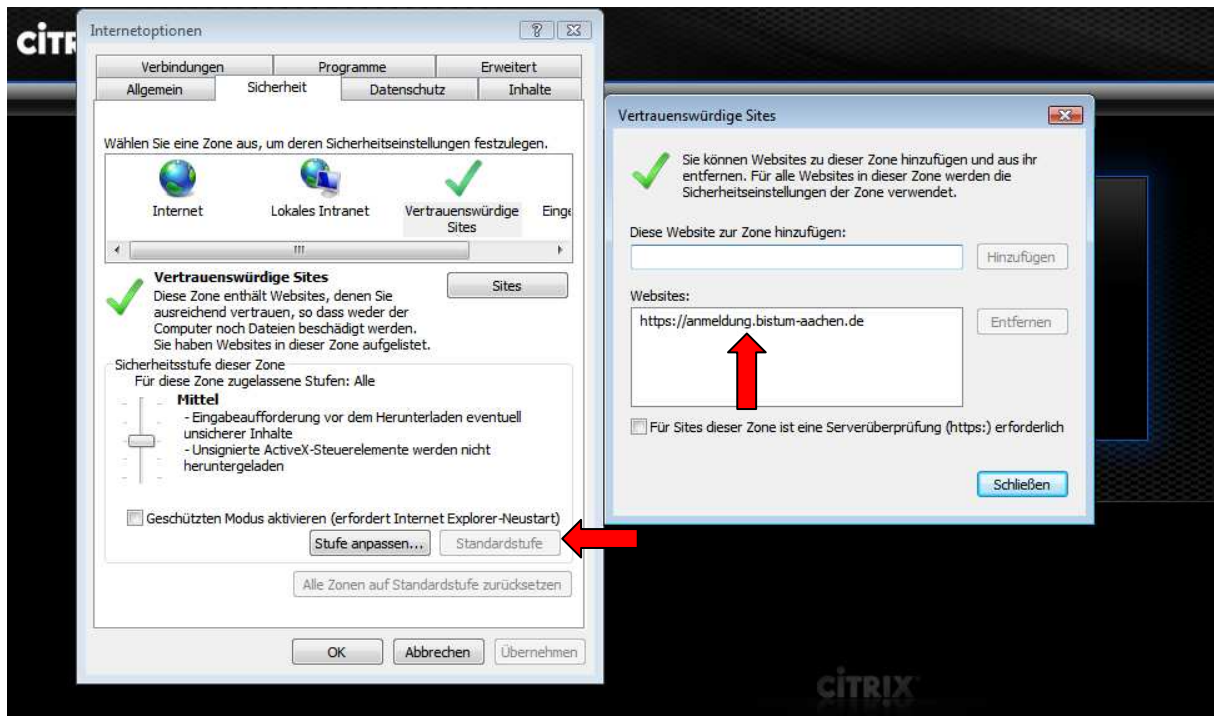 CITR
Internetoptionen
Verbindungen
Programme
Erweitert
Allgemein
Sicherheit
Datenschutz
Inhalte
Wählen Sie eine Zone aus, um deren Sicherheitseinstellungen festzulegen.
Internet
Lokales Intranet
Vertrauenswürdige
Sites
Einge
Vertrauenswürdige Sites
Diese Zone enthält Websites, denen Sie
ausreichend vertrauen, so dass weder der
Computer noch Dateien beschädigt werden.
Sie haben Websites in dieser Zone aufgelistet.
Sites
Sicherheitsstufe dieser Zone
Für diese Zone zugelassene Stufen: Alle
Mittel
- Eingabeaufforderung vor dem Herunterladen eventuell
unsicherer Inhalte
- Unsignierte ActiveX-Steuerelemente werden nicht
heruntergeladen
Geschützten Modus aktivieren (erfordert Internet Explorer-Neustart)
Stufe anpassen...
Standardstufe
Alle Zonen auf Standardstufe zurücksetzen
OK
Abbrechen
Übernehmen
Vertrauenswürdige Sites
Sie können Websites zu dieser Zone hinzufügen und aus ihr
entfernen. Für alle Websites in dieser Zone werden die
Sicherheitseinstellungen der Zone verwendet.
Diese Website zur Zone hinzufügen:
Hinzufügen
Websites:
https://anmeldung.bistum-aachen.de
Entfernen
Für Sites dieser Zone ist eine Serverüberprüfung (https:) erforderlich
Schließen
CITRIX